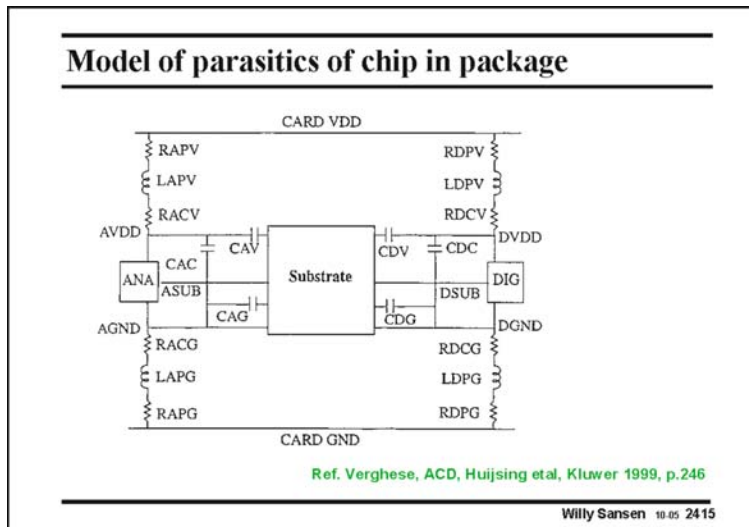 Model of parasitics of chip in package
CARD VDD
RAPV
RDPV
LAPV
LDPV
RACV
RDCV
AVDD
DVDD
CAV
CDV
CDC
CAC
Substrate
ANA
DIG
ASUB
DSUB
CAG
CDG
AGND
DGND
RACG
RDCG
LAPG
LDPG
RAPG
RDPG
CARD GND
Ref. Verghese, ACD, Huijsing etal, Kluwer 1999, p.246
Willy Sansen 10-05 2415